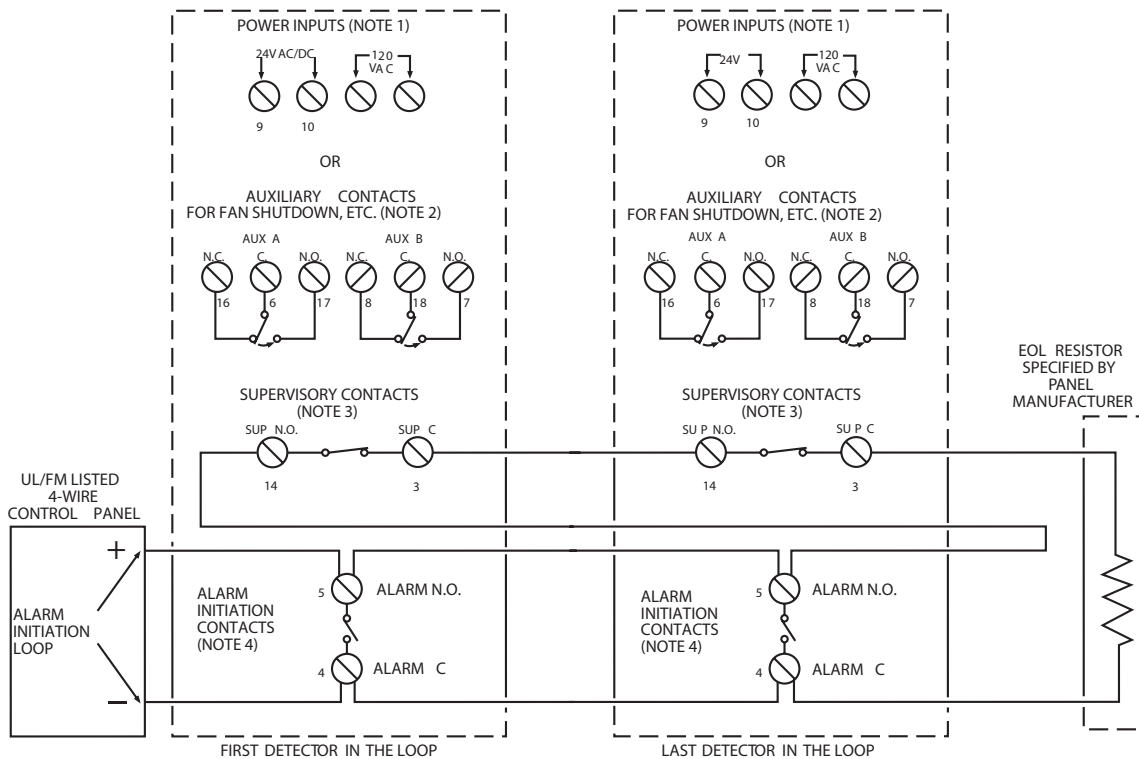 POWER INPUTS (NOTE 1)
24V AC/DC
120
VA C
9
10
OR
AUXILIARY CONTACTS
FOR FAN SHUTDOWN, ETC. (NOTE 2)
AUX A
AUX B
N.C.
C.
N.O.
N.C.
C.
N.O.
16
6
17
8
18
7
SUPERVISORY CONTACTS
(NOTE 3)
SUP N.O.
SUP C
14
3
POWER INPUTS (NOTE 1)
24V
120
VA C
9
10
OR
AUXILIARY CONTACTS
FOR FAN SHUTDOWN, ETC. (NOTE 2)
AUX A
AUX B
N.C.
C.
N.O.
N.C.
C.
N.O.
16
6
17
8
18
7
SUPERVISORY CONTACTS
(NOTE 3)
SU P N.O.
SU P C
14
3
EOL RESISTOR
SPECIFIED BY
PANEL
MANUFACTURER
UL/FM LISTED
4-WIRE
CONTROL PANEL
+
ALARM
INITIATION
LOOP
–
ALARM
INITIATION
CONTACTS
(NOTE 4)
5
ALARM N.O.
4
ALARM C
ALARM
INITIATION
CONTACTS
(NOTE 4)
5
ALARM N.O.
4
ALARM C
FIRST DETECTOR IN THE LOOP
LAST DETECTOR IN THE LOOP